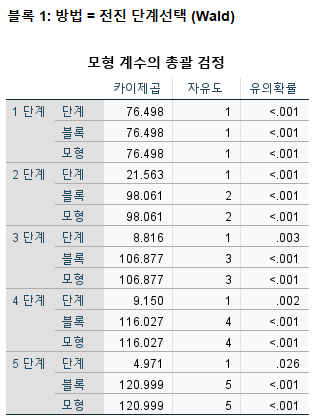 블록 1: 방법 = 전진 단계선택 (Wald)
모형 계수의 총괄 검정
카이제곱 자유도 유의확률
1 단계 단계 76.498 1 <.001
블록 76.498 1 <.001
모형 76.498 1 <.001
2 단계 단계 21.563 1 <.001
블록 98.061 2 <.001
모형 98.061 2 <.001
3 단계 단계 8.816 1 .003
블록 106.877 3 <.001
모형 106.877 3 <.001
4 단계 단계 9.150 1 .002
블록 116.027 4 <.001
모형 116.027 4 <.001
5 단계 단계 4.971 1 .026
블록 120.999 5 <.001
모형 120.999 5 <.001